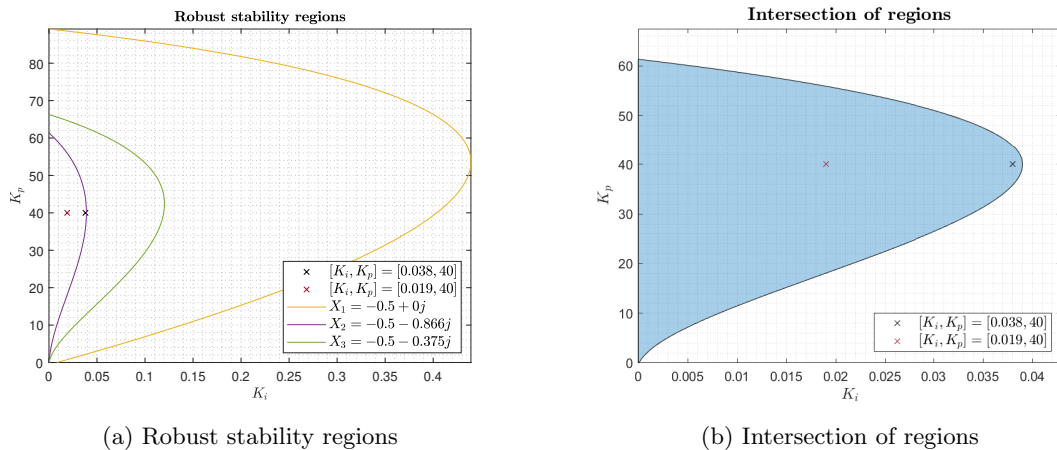 Robust stability regions
80
70
60
50
40
30
20
10
0
K_p
0
0.05
0.1
0.15
0.2
0.25
0.3
0.35
0.4
K_i
[K_i, K_p] = [0.038, 40]
[K_i, K_p] = [0.019, 40]
X_1 = −0.5 + 0j
X_2 = −0.5 − 0.866j
X_3 = −0.5 − 0.375j
(a) Robust stability regions
Intersection of regions
60
50
40
30
20
10
0
K_p
0
0.005
0.01
0.015
0.02
0.025
0.03
0.035
0.04
K_i
[K_i, K_p] = [0.038, 40]
[K_i, K_p] = [0.019, 40]
(b) Intersection of regions